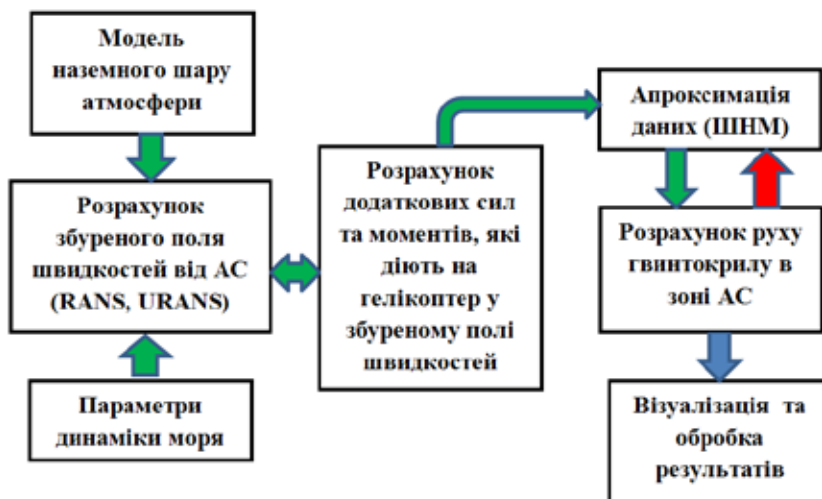 Модель
наземного шару
атмосфери
Розрахунок
збуреного поля
швидкостей від АС
(RANS, URANS)
Параметри
динаміки моря
Розрахунок
додаткових сил
та моментів, які
діють на
гелікоптер у
збуреному полі
швидкостей
Апроксимація
даних (ШНМ)
Розрахунок руху
гвинтокрилу в
зоні АС
Візуалізація та
обробка
результатів